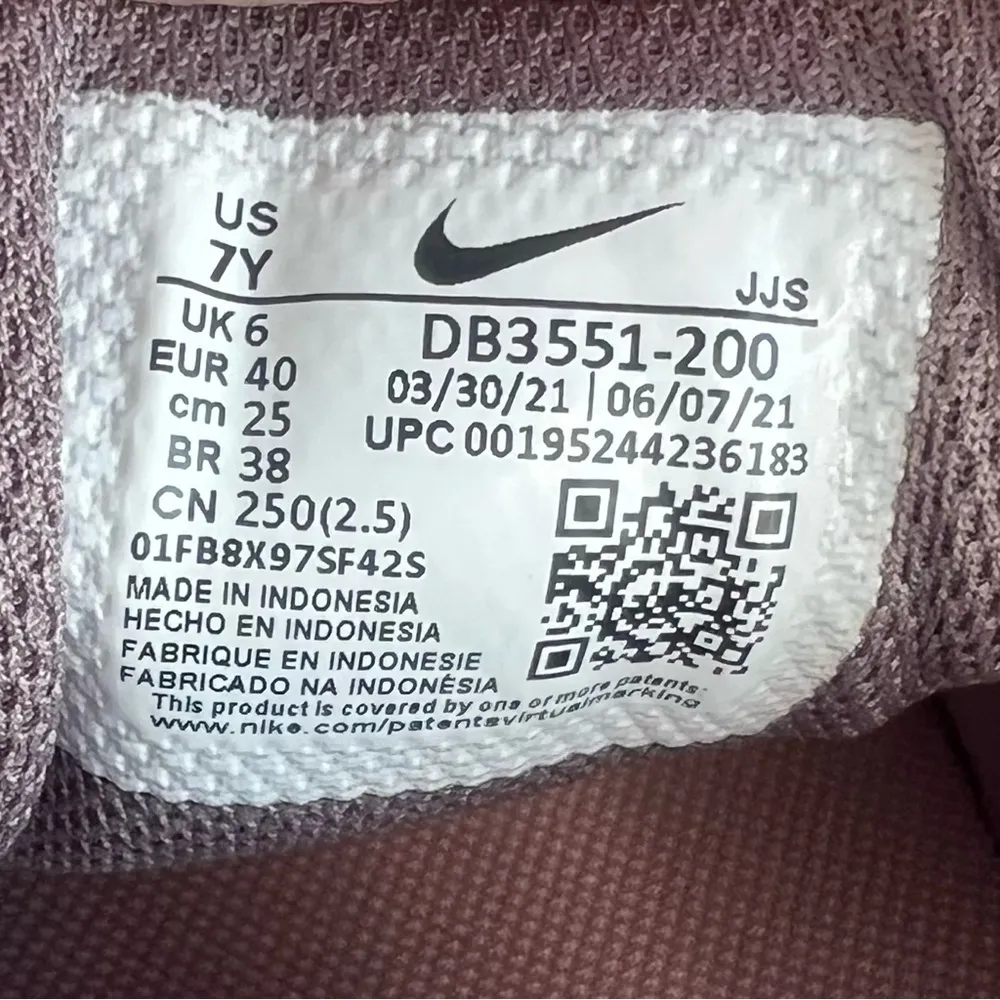 US
7Y
JJS
UK 6
EUR 40
cm 25
BR 38
CN 250(2.5)
DB3551-200
03/30/21 | 06/07/21
UPC 00195244236183
01FB8X97SF42S
MADE IN INDONESIA
HECHO EN INDONESIA
FABRIQUE EN INDONESIE
FABRICADO NA INDONÉSIA
This product is covered by one or more patents:
www.nike.com/patentsvirtualmarking